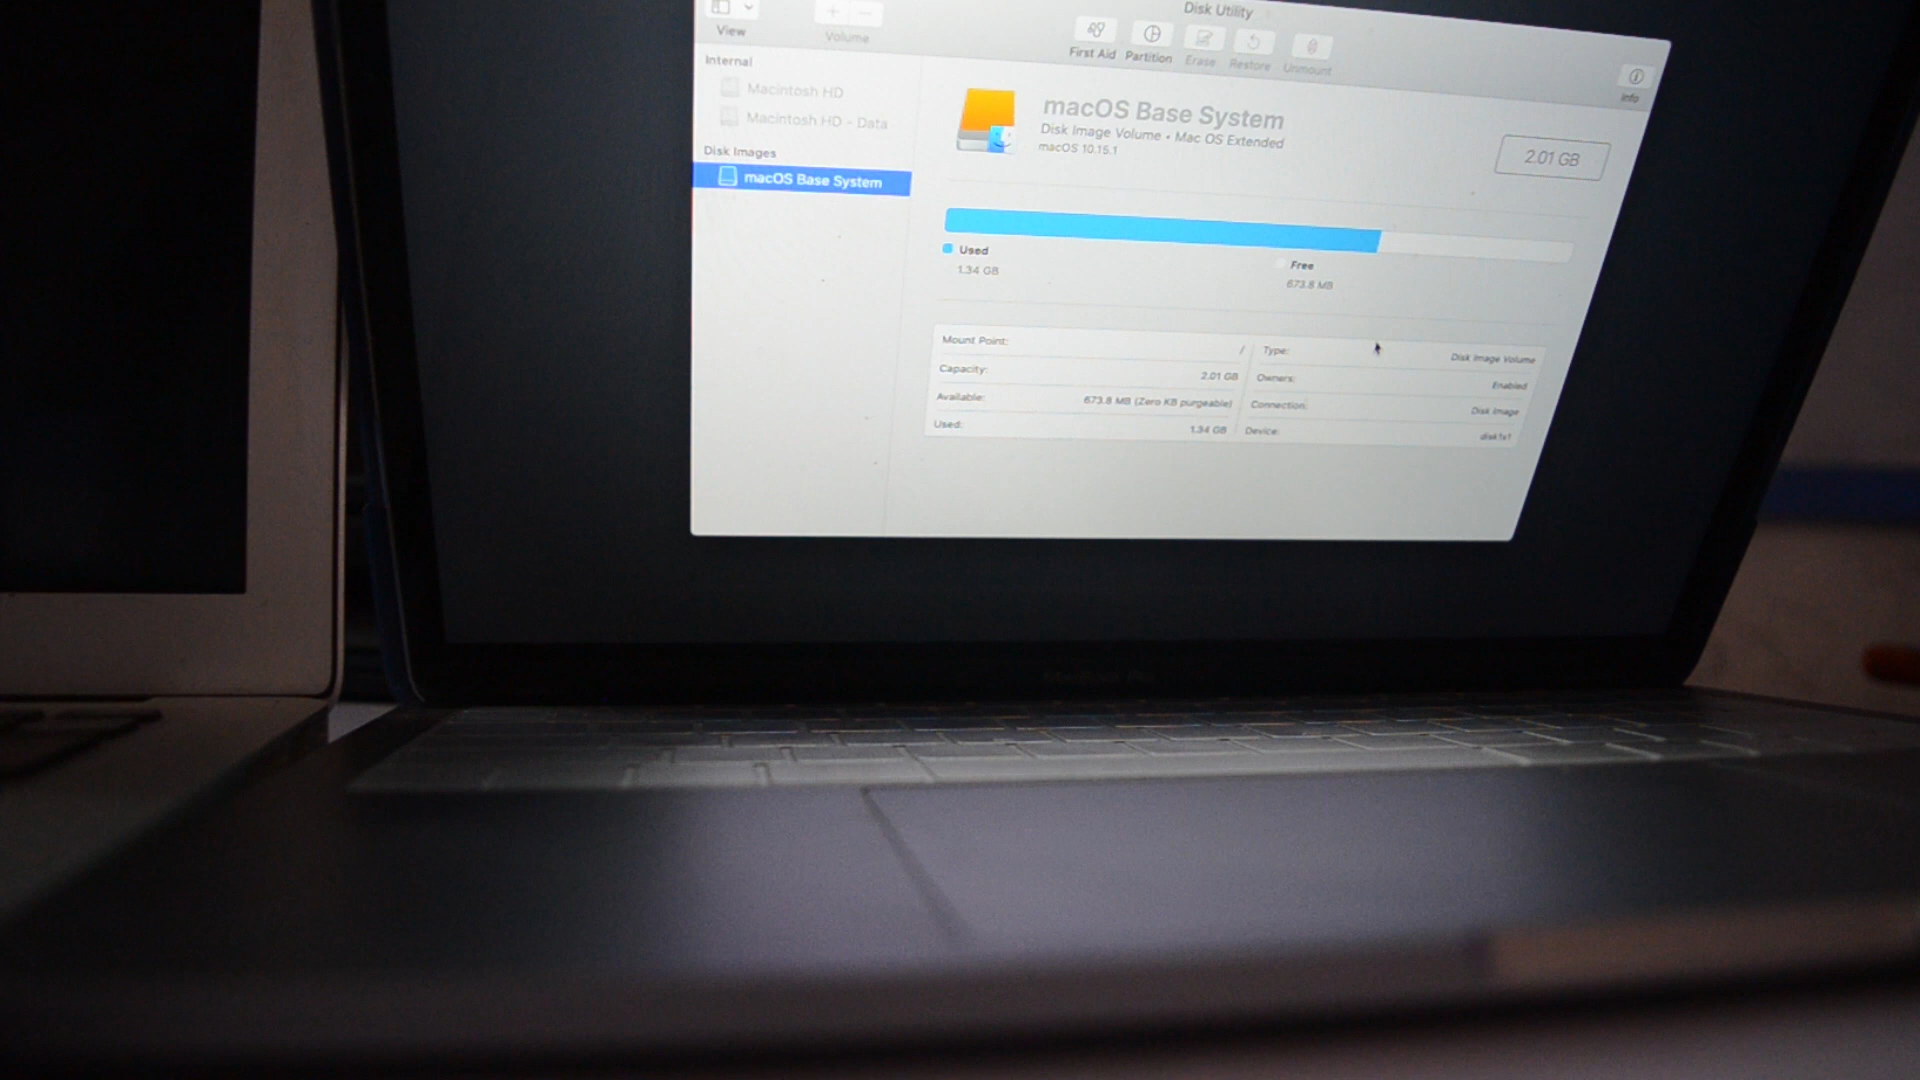 Disk Utility
View
Volume
First Aid
Partition
Erase
Restore
Unmount
Info
Internal
Macintosh HD
Macintosh HD - Data
Disk Images
macOS Base System
macOS Base System
Disk Image Volume • Mac OS Extended
macOS 10.15.1
2.01 GB
Used
1.34 GB
Free
673.8 MB
Mount Point: /
Capacity: 2.01 GB
Available: 673.8 MB (Zero KB purgeable)
Used: 1.34 GB
Type: Disk Image Volume
Owners: Enabled
Connection: Disk Image
Device: disk1s1
MacBook Pro